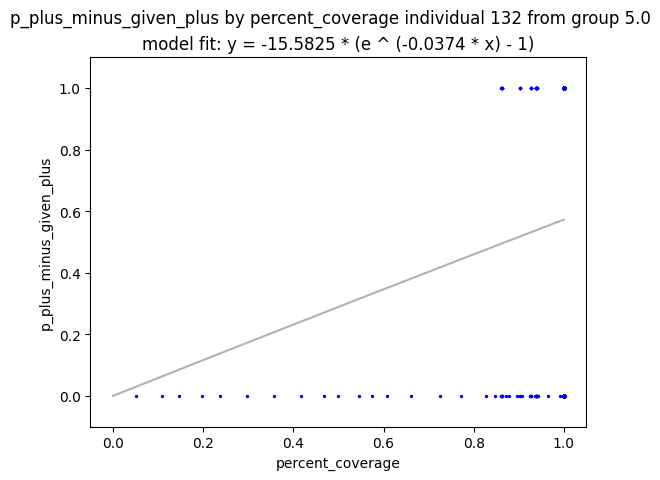 p_plus_minus_given_plus by percent_coverage individual 132 from group 5.0
model fit: y = -15.5825 * (e ^ (-0.0374 * x) - 1)
1.0
0.8
0.6
0.4
0.2
0.0
p_plus_minus_given_plus
0.0 0.2 0.4 0.6 0.8 1.0
percent_coverage